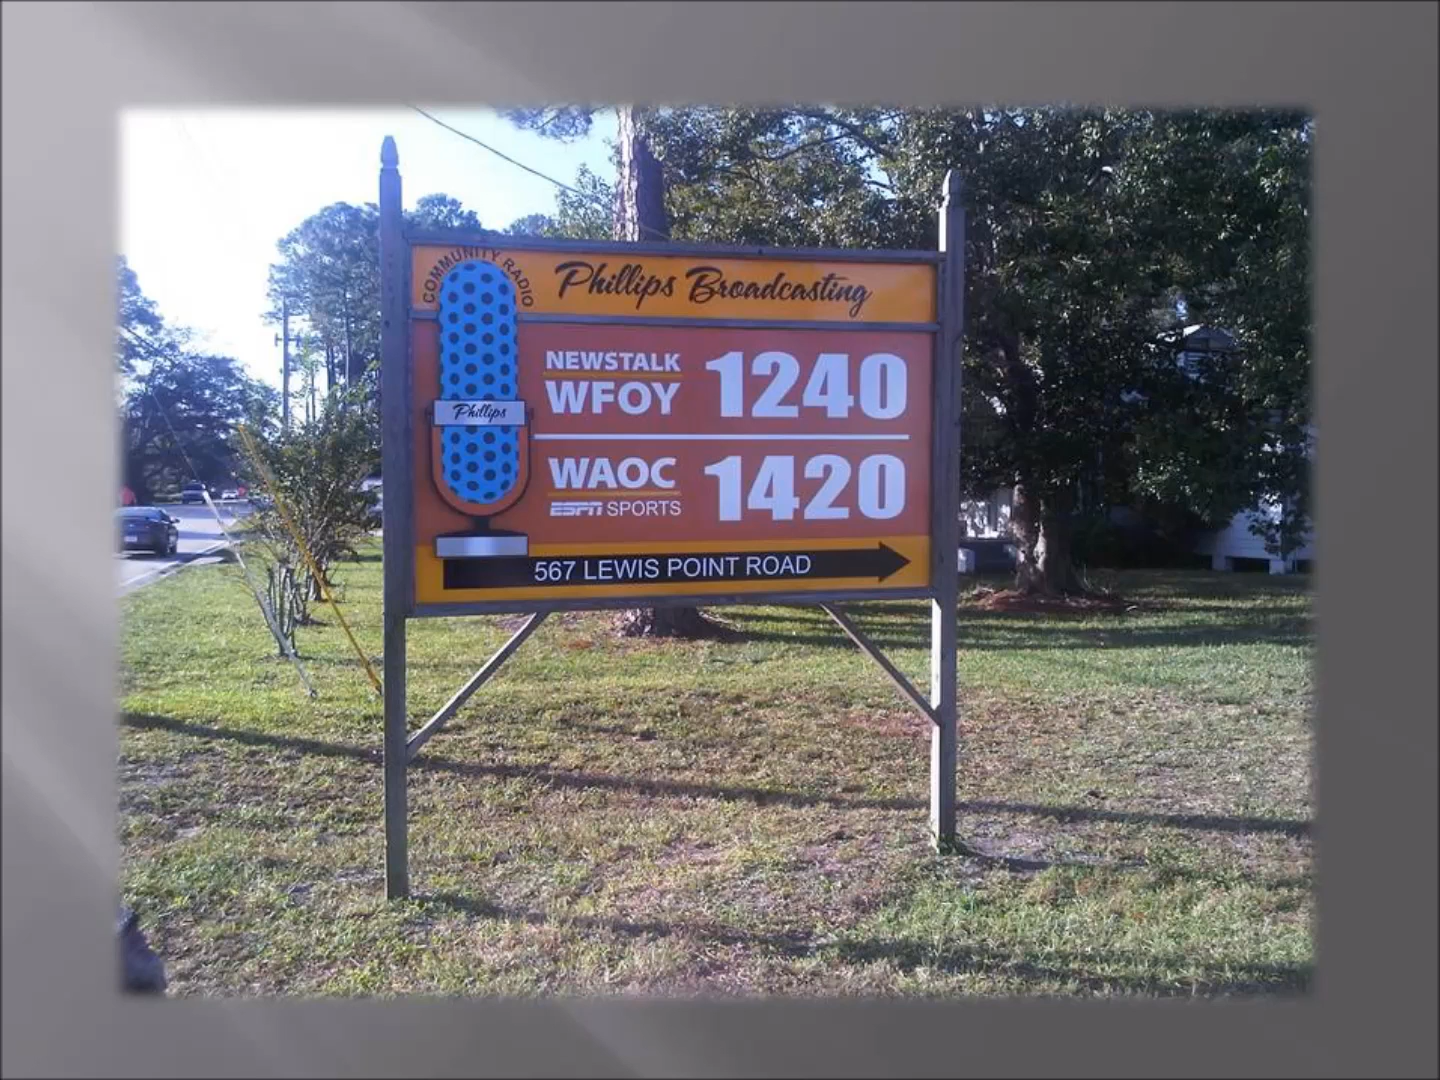 COMMUNITY RADIO
Phillips Broadcasting
Phillips
NEWSTALK
WFOY 1240
WAOC 1420
ESPN SPORTS
567 LEWIS POINT ROAD